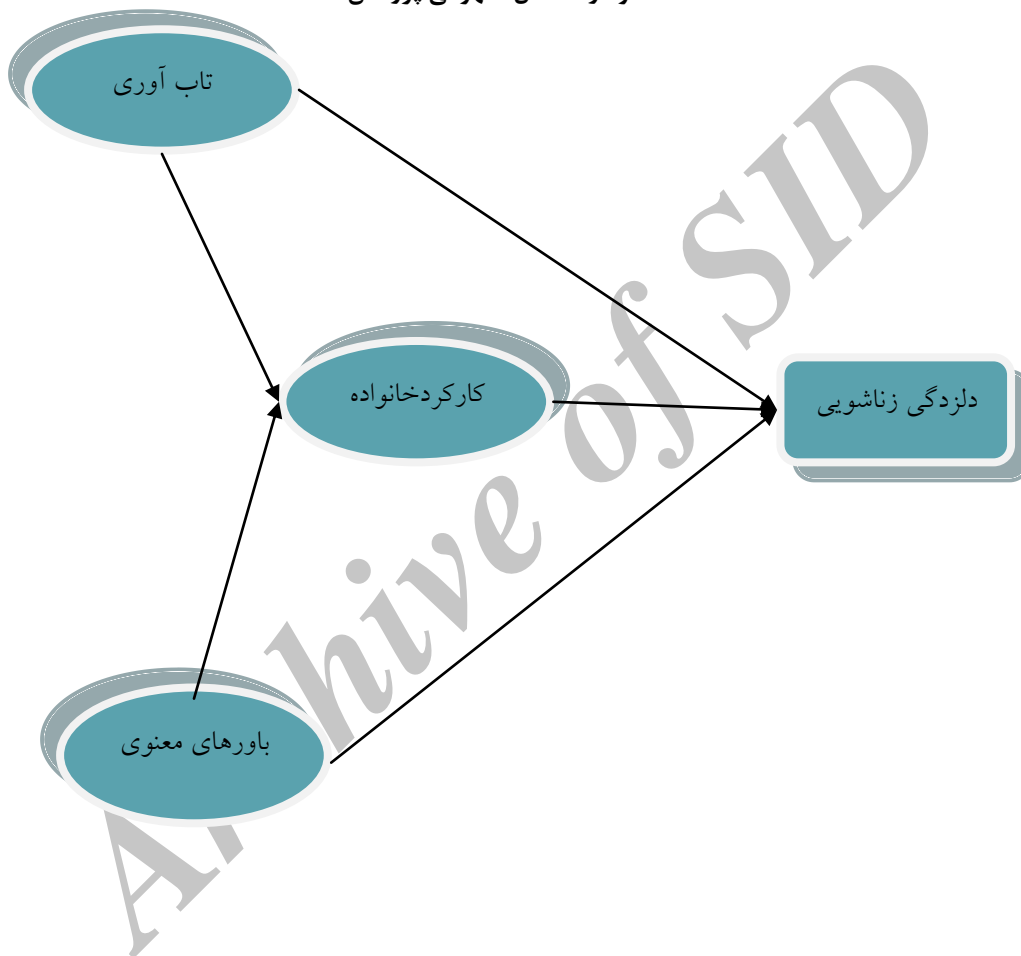 تاب آوری
کارکردخانواده
دلزدگی زناشویی
باورهای معنوی
Archive of SID